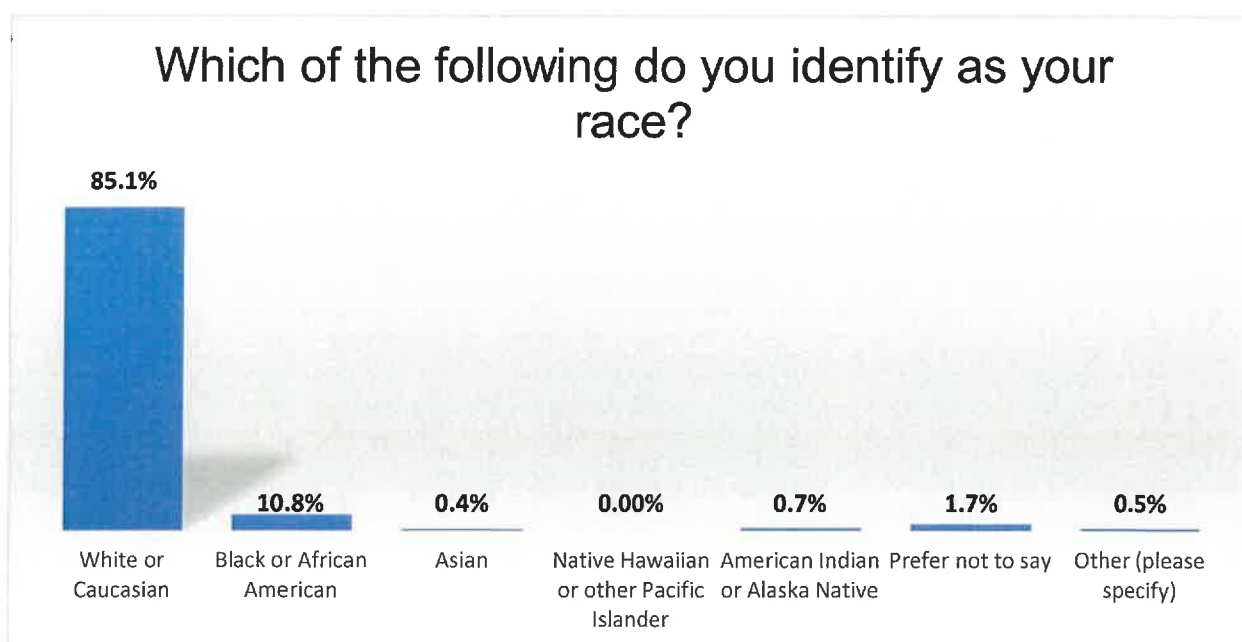 Which of the following do you identify as your
race?
85.1%
10.8%
0.4%
0.00%
0.7%
1.7%
0.5%
White or
Caucasian
Black or African
American
Asian
Native Hawaiian
or other Pacific
Islander
American Indian
or Alaska Native
Prefer not to say
Other (please
specify)